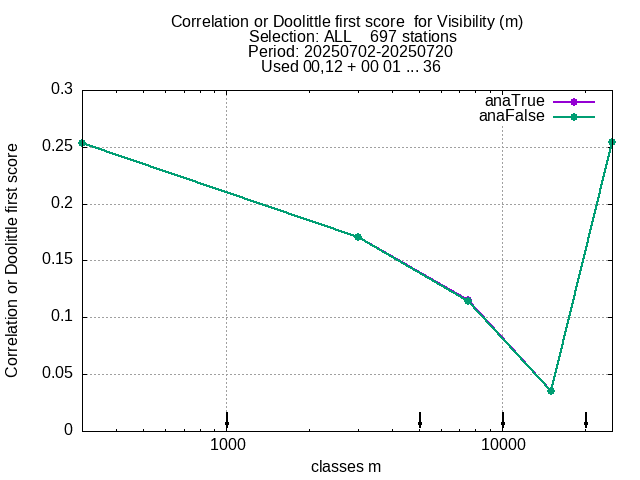 Correlation or Doolittle first score  for Visibility (m)
Selection: ALL    697 stations
Period: 20250702-20250720
Used 00,12 + 00 01 ... 36
anaTrue
anaFalse
0.3
0.25
0.2
0.15
0.1
0.05
0
Correlation or Doolittle first score
1000
10000
classes m